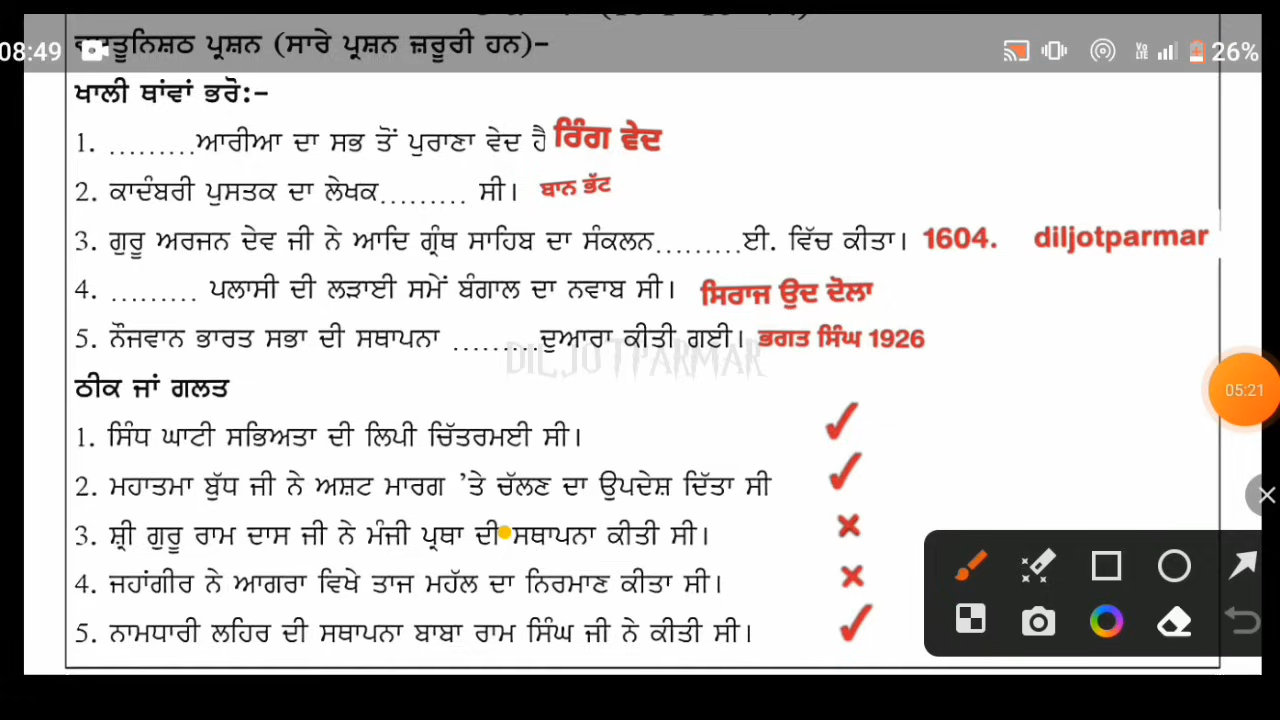 08:49 26%
ਪ੍ਰਸ਼ਨ (ਸਾਰੇ ਪ੍ਰਸ਼ਨ ਜ਼ਰੂਰੀ ਹਨ)-
ਖਾਲੀ ਥਾਂਵਾਂ ਭਰੋ:-
1. .........ਆਰੀਆ ਦਾ ਸਭ ਤੋਂ ਪੁਰਾਣਾ ਵੇਦ ਹੈ ਰਿੰਗ ਵੇਦ
2. ਕਾਦੰਬਰੀ ਪੁਸਤਕ ਦਾ ਲੇਖਕ......... ਸੀ। ਬਾਨ ਭੱਟ
3. ਗੁਰੂ ਅਰਜਨ ਦੇਵ ਜੀ ਨੇ ਆਦਿ ਗ੍ਰੰਥ ਸਾਹਿਬ ਦਾ ਸੰਕਲਨ.........ਈ. ਵਿੱਚ ਕੀਤਾ। 1604. diljotparmar
4. ......... ਪਲਾਸੀ ਦੀ ਲੜਾਈ ਸਮੇਂ ਬੰਗਾਲ ਦਾ ਨਵਾਬ ਸੀ। ਸਿਰਾਜ ਉਦ ਦੋਲਾ
5. ਨੌਜਵਾਨ ਭਾਰਤ ਸਭਾ ਦੀ ਸਥਾਪਨਾ .........ਦੁਆਰਾ ਕੀਤੀ ਗਈ। ਭਗਤ ਸਿੰਘ 1926
DILJOTPARMAR
05:21
ਠੀਕ ਜਾਂ ਗਲਤ
1. ਸਿੰਧ ਘਾਟੀ ਸਭਿਅਤਾ ਦੀ ਲਿਪੀ ਚਿੱਤਰਮਈ ਸੀ। ✓
2. ਮਹਾਤਮਾ ਬੁੱਧ ਜੀ ਨੇ ਅਸ਼ਟ ਮਾਰਗ ’ਤੇ ਚੱਲਣ ਦਾ ਉਪਦੇਸ਼ ਦਿੱਤਾ ਸੀ ✓
3. ਸ਼੍ਰੀ ਗੁਰੂ ਰਾਮ ਦਾਸ ਜੀ ਨੇ ਮੰਜੀ ਪ੍ਰਥਾ ਦੀ ਸਥਾਪਨਾ ਕੀਤੀ ਸੀ। ×
4. ਜਹਾਂਗੀਰ ਨੇ ਆਗਰਾ ਵਿਖੇ ਤਾਜ ਮਹੱਲ ਦਾ ਨਿਰਮਾਣ ਕੀਤਾ ਸੀ। ×
5. ਨਾਮਧਾਰੀ ਲਹਿਰ ਦੀ ਸਥਾਪਨਾ ਬਾਬਾ ਰਾਮ ਸਿੰਘ ਜੀ ਨੇ ਕੀਤੀ ਸੀ। ✓